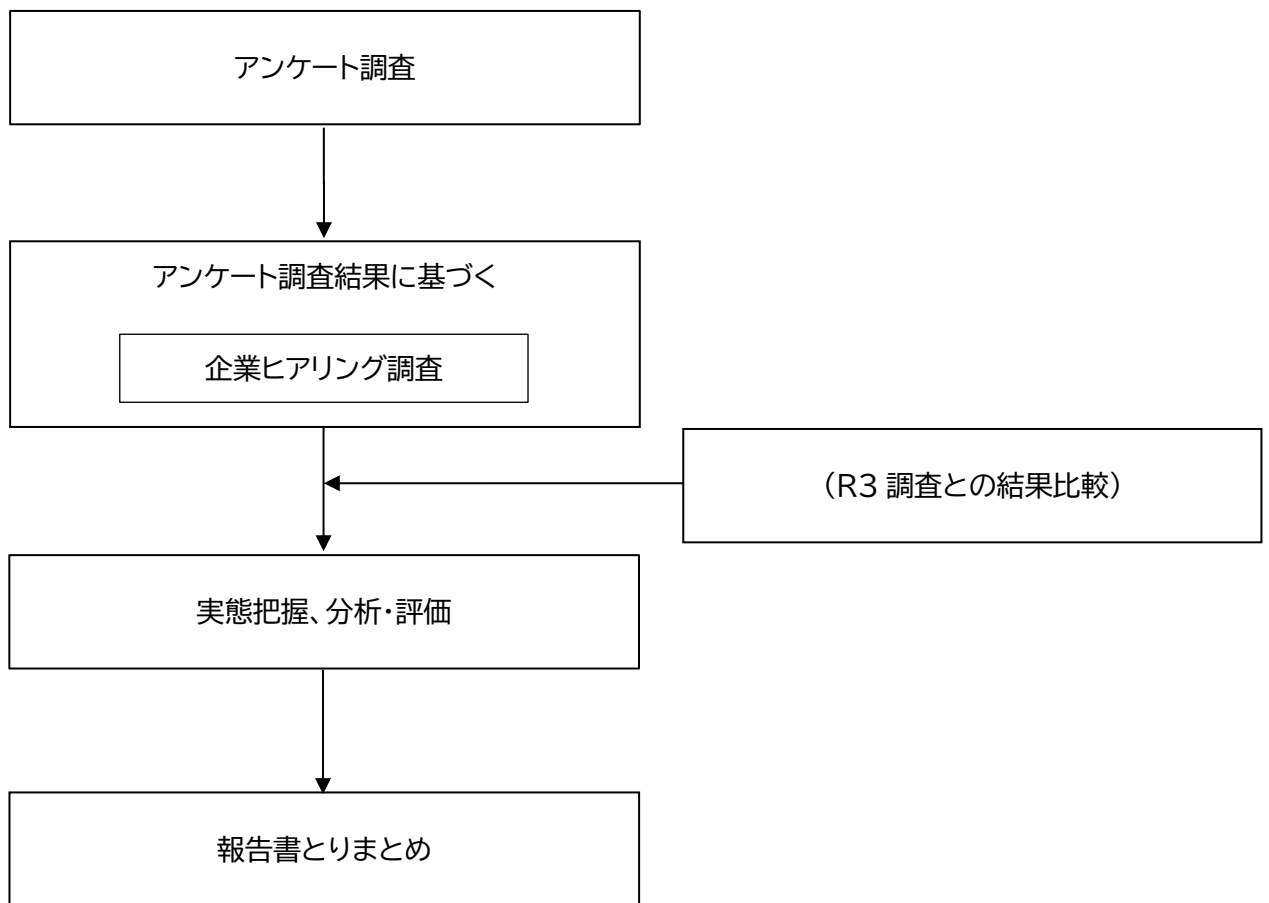 アンケート調査
アンケート調査結果に基づく
企業ヒアリング調査
（R3 調査との結果比較）
実態把握、分析・評価
報告書とりまとめ